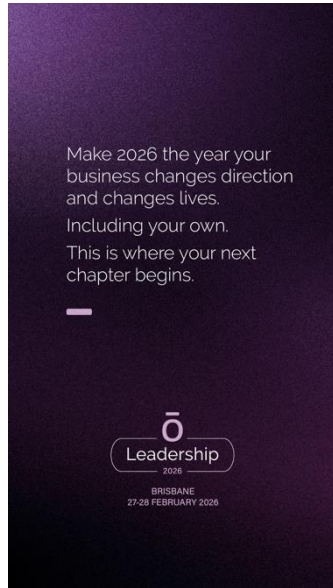 Make 2026 the year your
business changes direction
and changes lives.
Including your own.
This is where your next
chapter begins.
Ō
Leadership
2026
BRISBANE
27-28 FEBRUARY 2026